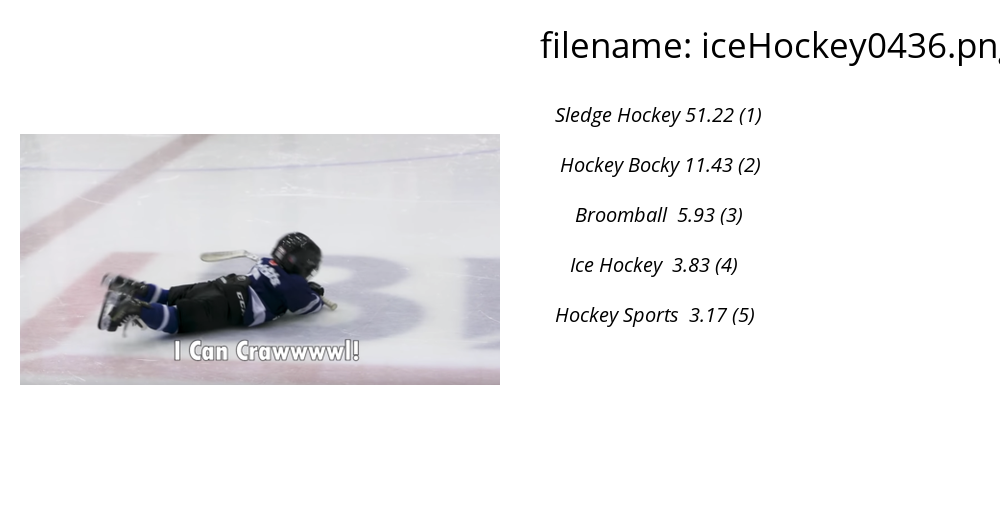 filename: iceHockey0436.png
Sledge Hockey 51.22 (1)
Hockey Bocky 11.43 (2)
Broomball 5.93 (3)
Ice Hockey 3.83 (4)
Hockey Sports 3.17 (5)
I Can Crawwwwl!